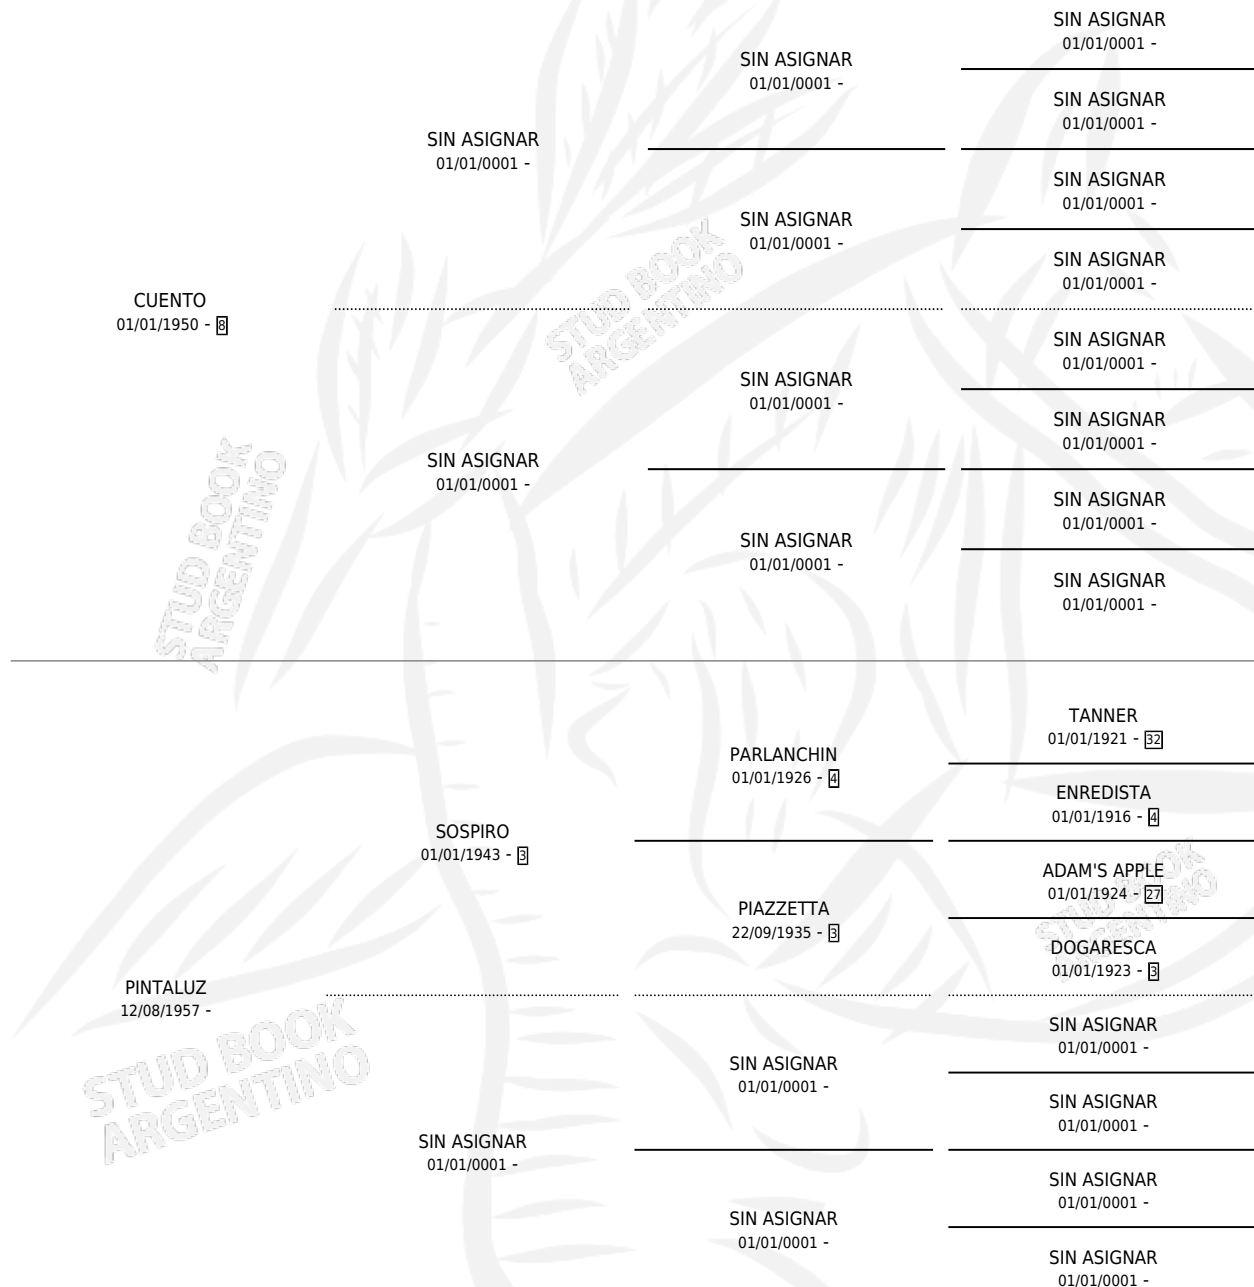 SIN ASIGNAR
01/01/0001 -
SIN ASIGNAR
01/01/0001 -
SIN ASIGNAR
01/01/0001 -
SIN ASIGNAR
01/01/0001 -
SIN ASIGNAR
01/01/0001 -
SIN ASIGNAR
01/01/0001 -
SIN ASIGNAR
01/01/0001 -
STUD BOOK
ARGENTINO
CUENTO
01/01/1950 - 8
SIN ASIGNAR
01/01/0001 -
SIN ASIGNAR
01/01/0001 -
SIN ASIGNAR
01/01/0001 -
SIN ASIGNAR
01/01/0001 -
SIN ASIGNAR
01/01/0001 -
SIN ASIGNAR
01/01/0001 -
SIN ASIGNAR
01/01/0001 -
STUD BOOK
ARGENTINO
TANNER
01/01/1921 - 32
PARLANCHIN
01/01/1926 - 4
ENREDISTA
01/01/1916 - 4
SOSPIRO
01/01/1943 - 3
ADAM'S APPLE
01/01/1924 - 27
PIAZZETTA
22/09/1935 - 3
DOGARESCA
01/01/1923 - 3
STUD BOOK
ARGENTINO
PINTALUZ
12/08/1957 -
SIN ASIGNAR
01/01/0001 -
SIN ASIGNAR
01/01/0001 -
SIN ASIGNAR
01/01/0001 -
STUD BOOK
ARGENTINO
SIN ASIGNAR
01/01/0001 -
SIN ASIGNAR
01/01/0001 -
SIN ASIGNAR
01/01/0001 -
SIN ASIGNAR
01/01/0001 -